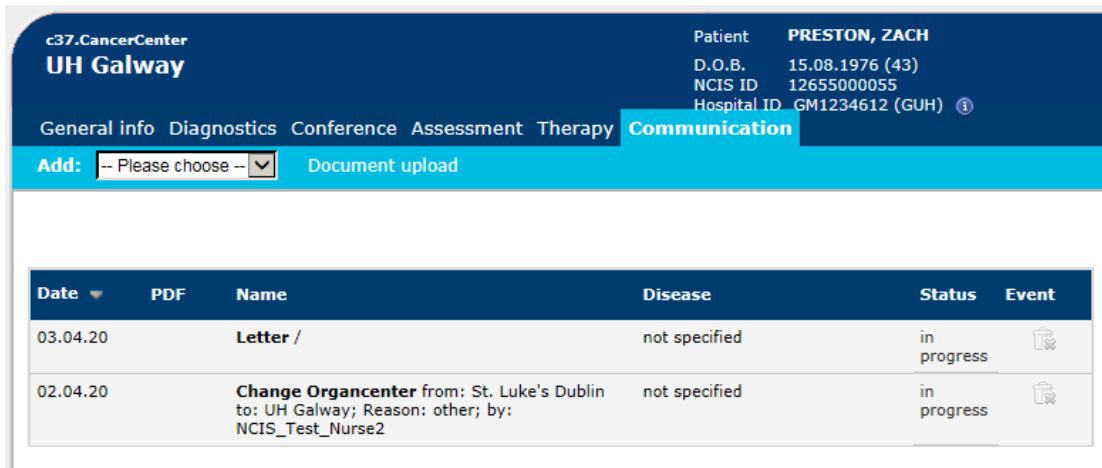 c37.CancerCenter
UH Galway
Patient PRESTON, ZACH
D.O.B. 15.08.1976 (43)
NCIS ID 12655000055
Hospital ID GM1234612 (GUH)
General info Diagnostics Conference Assessment Therapy Communication
Add: -- Please choose -- Document upload
Date PDF Name Disease Status Event
03.04.20 Letter / not specified in
progress
02.04.20 Change Organcenter from: St. Luke's Dublin not specified in
to: UH Galway; Reason: other; by: progress
NCIS_Test_Nurse2